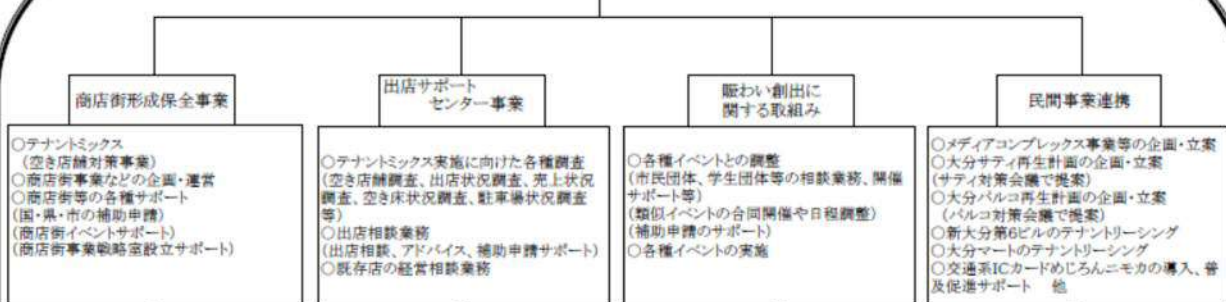 商店街形成保全事業
○テナントミックス
(空き店舗対策事業)
○商店街事業などの企画・運営
○商店街等の各種サポート
(国・県・市の補助申請)
(商店街イベントサポート)
(商店街事業戦略室設立サポート)
出店サポート
センター事業
○テナントミックス実施に向けた各種調査
(空き店舗調査、出店状況調査、売上状況
調査、空き床状況調査、駐車場状況調査
等)
○出店相談業務
(出店相談、アドバイス、補助申請サポート)
○既存店の経営相談業務
賑わい創出に
関する取組み
○各種イベントとの調整
(市民団体、学生団体等の相談業務、開催
サポート等)
(類似イベントの合同開催や日程調整)
(補助申請のサポート)
○各種イベントの実施
民間事業連携
○メディアコンプレックス事業等の企画・立案
○大分サティ再生計画の企画・立案
(サティ対策会議で提案)
○大分パルコ再生計画の企画・立案
(パルコ対策会議で提案)
○新大分第6ビルのテナントリーシング
○大分マートのテナントリーシング
○交通系ICカードめじろんニモカの導入、普
及促進サポート　他